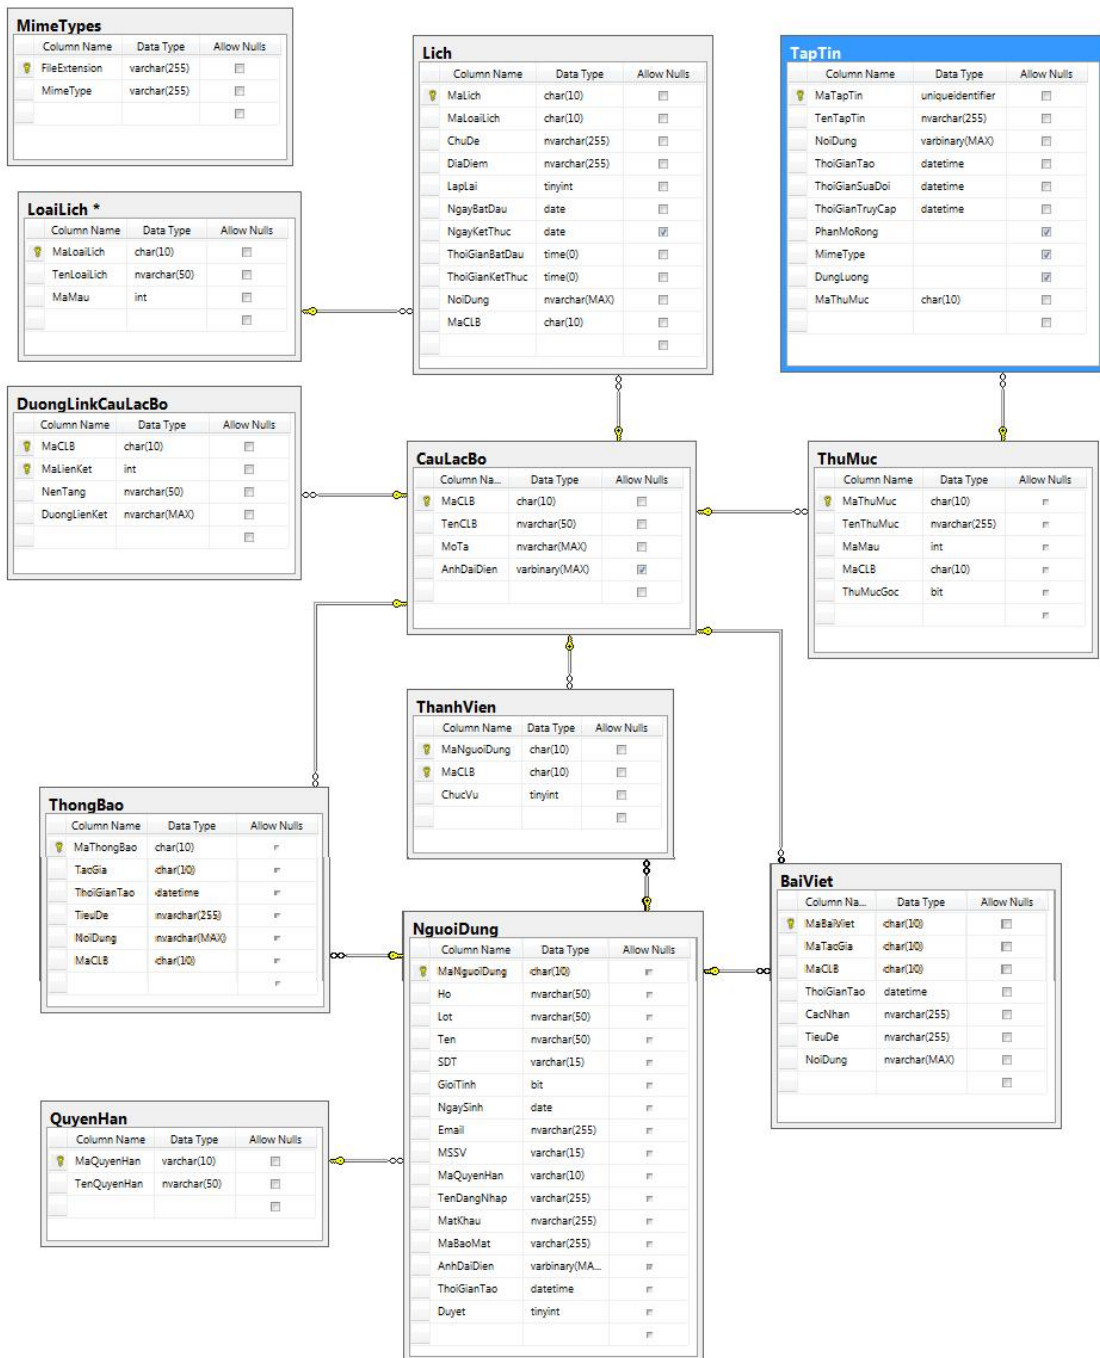 MimeTypes
Column Name Data Type Allow Nulls
FileExtension varchar(255)
MimeType varchar(255)
Lich
Column Name Data Type Allow Nulls
MaLich char(10)
MaLoaiLich char(10)
ChuDe nvarchar(255)
DiaDiem nvarchar(255)
LapLai tinyint
NgayBatDau date
NgayKetThuc date
ThoiGianBatDau time(0)
ThoiGianKetThuc time(0)
NoiDung nvarchar(MAX)
MaCLB char(10)
TapTin
Column Name Data Type Allow Nulls
MaTapTin uniqueidentifier
TenTapTin nvarchar(255)
NoiDung varbinary(MAX)
ThoiGianTao datetime
ThoiGianSuaDoi datetime
ThoiGianTruyCap datetime
PhanMoRong
MimeType
DungLuong
MaThuMuc char(10)
LoaiLich *
Column Name Data Type Allow Nulls
MaLoaiLich char(10)
TenLoaiLich nvarchar(50)
MaMau int
DuongLinkCauLacBo
Column Name Data Type Allow Nulls
MaCLB char(10)
MaLienKet int
NenTang nvarchar(50)
DuongLienKet nvarchar(MAX)
CauLacBo
Column Na... Data Type Allow Nulls
MaCLB char(10)
TenCLB nvarchar(50)
MoTa nvarchar(MAX)
AnhDaiDien varbinary(MAX)
ThuMuc
Column Name Data Type Allow Nulls
MaThuMuc char(10)
TenThuMuc nvarchar(255)
MaMau int
MaCLB char(10)
ThuMucGoc bit
ThanhVien
Column Name Data Type Allow Nulls
MaNguoiDung char(10)
MaCLB char(10)
ChucVu tinyint
ThongBao
Column Name Data Type Allow Nulls
MaThongBao char(10)
TacGia char(10)
ThoiGianTao datetime
TieuDe nvarchar(255)
NoiDung nvarchar(MAX)
MaCLB char(10)
BaiViet
Column Na... Data Type Allow Nulls
MaBaiViet char(10)
MaTacGia char(10)
MaCLB char(10)
ThoiGianTao datetime
CacNhan nvarchar(255)
TieuDe nvarchar(255)
NoiDung nvarchar(MAX)
NguoiDung
Column Name Data Type Allow Nulls
MaNguoiDung char(10)
Ho nvarchar(50)
Lot nvarchar(50)
Ten nvarchar(50)
SDT varchar(15)
GioiTinh bit
NgaySinh date
Email nvarchar(255)
MSSV varchar(15)
MaQuyenHan varchar(10)
TenDangNhap varchar(255)
MatKhau nvarchar(255)
MaBaoMat varchar(255)
AnhDaiDien varbinary(MA...
ThoiGianTao datetime
Duyet tinyint
QuyenHan
Column Name Data Type Allow Nulls
MaQuyenHan varchar(10)
TenQuyenHan nvarchar(50)